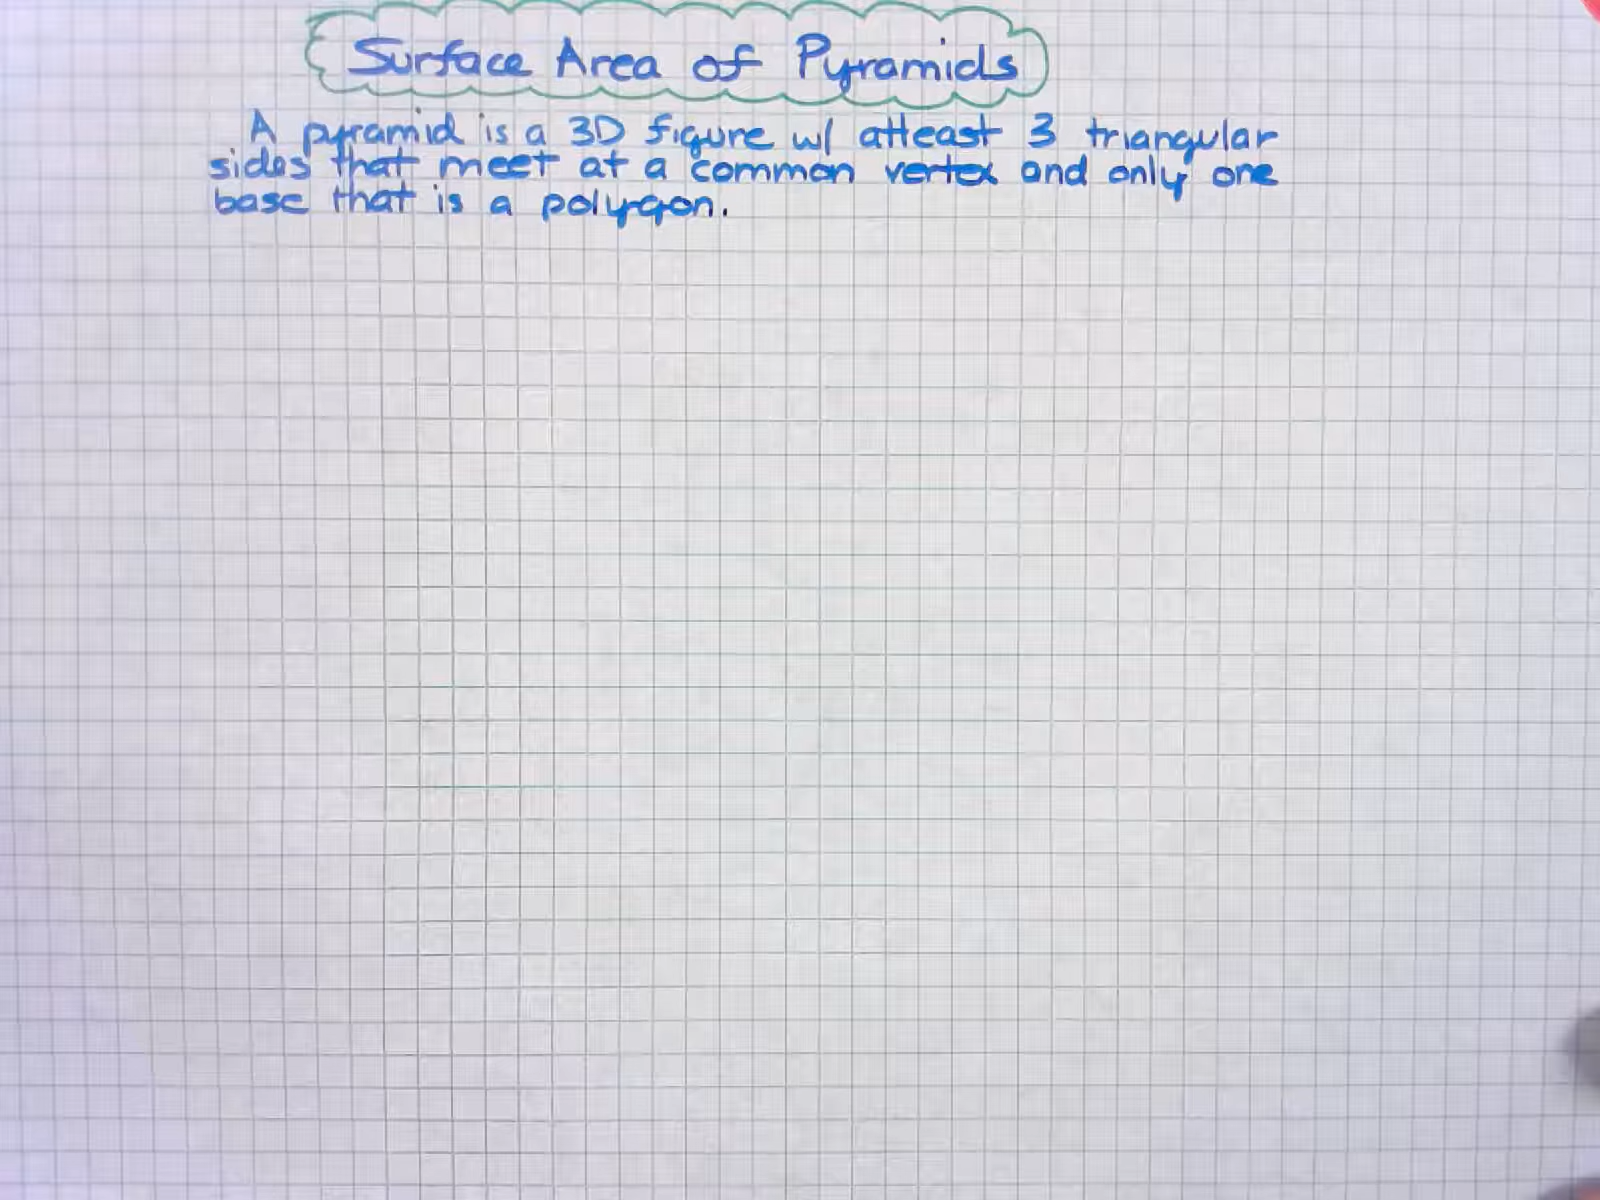 Surface Area of Pyramids
A pyramid is a 3D figure w/ atleast 3 triangular
sides that meet at a common vertex and only one
base that is a polygon.